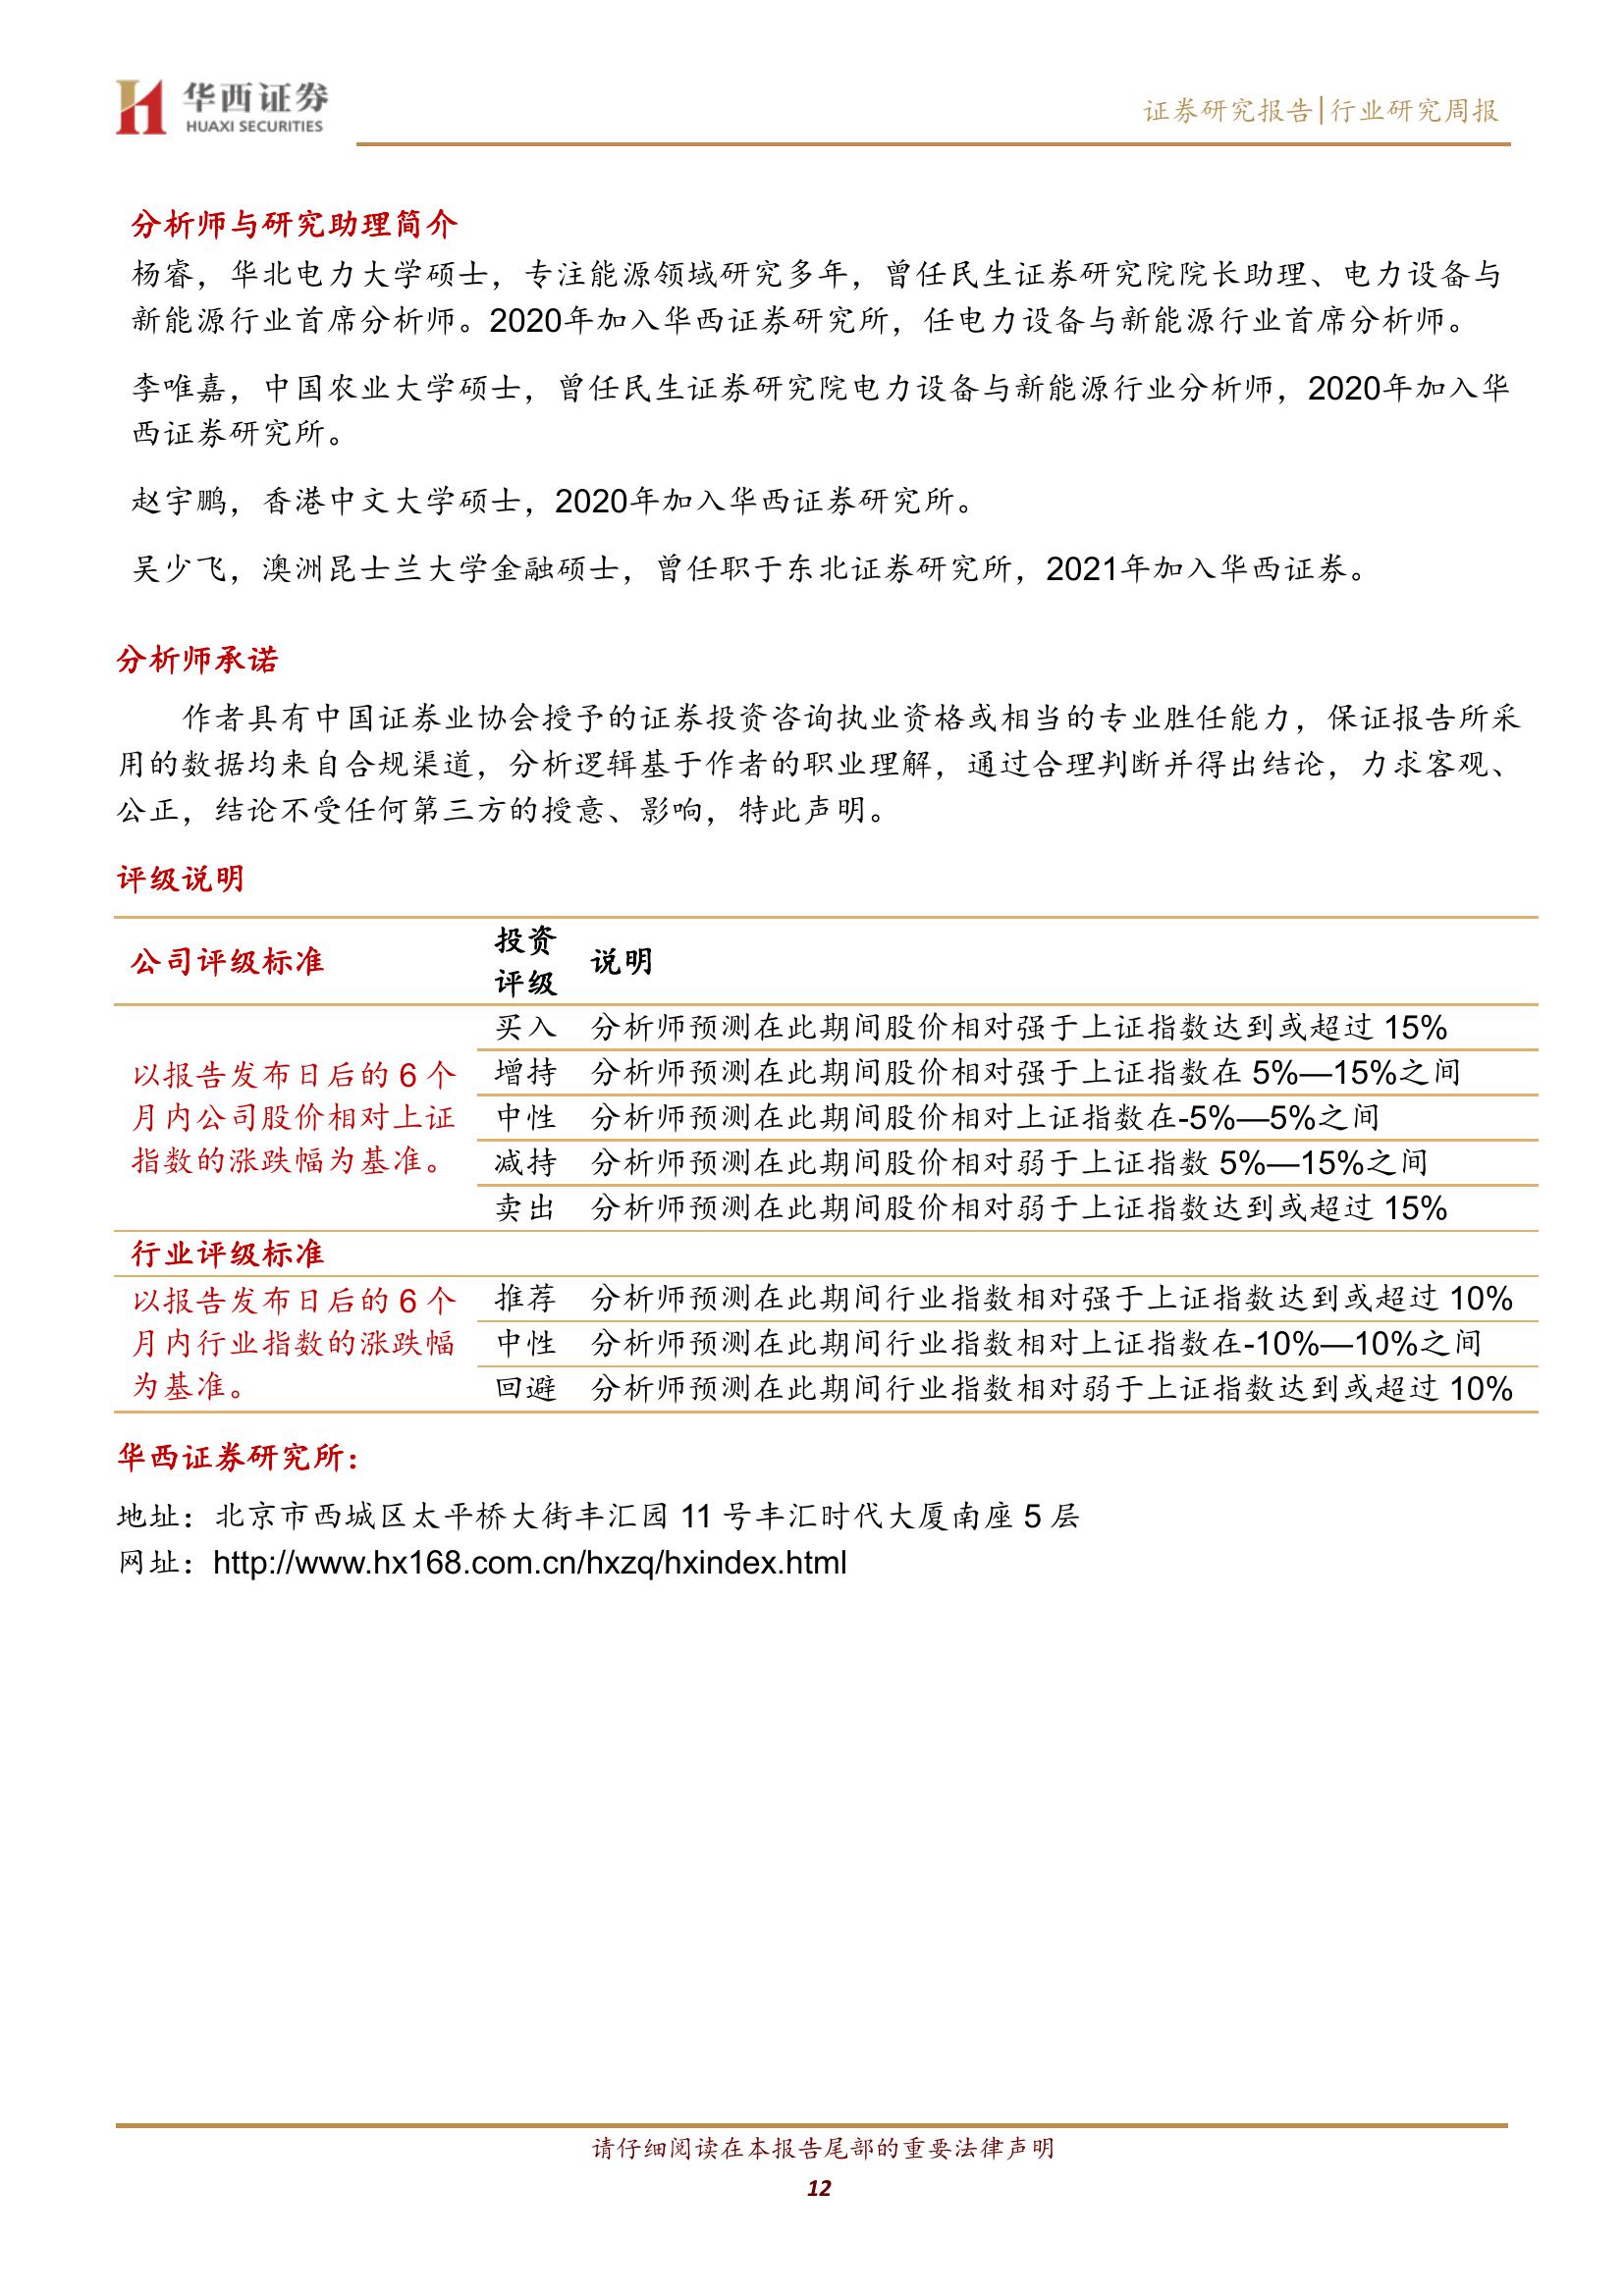 华西证券
HUAXI SECURITIES
证券研究报告|行业研究周报
分析师与研究助理简介
杨睿，华北电力大学硕士，专注能源领域研究多年，曾任民生证券研究院院长助理、电力设备与
新能源行业首席分析师。2020年加入华西证券研究所，任电力设备与新能源行业首席分析师。
李唯嘉，中国农业大学硕士，曾任民生证券研究院电力设备与新能源行业分析师，2020年加入华
西证券研究所。
赵宇鹏，香港中文大学硕士，2020年加入华西证券研究所。
吴少飞，澳洲昆士兰大学金融硕士，曾任职于东北证券研究所，2021年加入华西证券。
分析师承诺
作者具有中国证券业协会授予的证券投资咨询执业资格或相当的专业胜任能力，保证报告所采
用的数据均来自合规渠道，分析逻辑基于作者的职业理解，通过合理判断并得出结论，力求客观、
公正，结论不受任何第三方的授意、影响，特此声明。
评级说明
公司评级标准
投资
评级
说明
以报告发布日后的 6 个
月内公司股价相对上证
指数的涨跌幅为基准。
买入 分析师预测在此期间股价相对强于上证指数达到或超过 15%
增持 分析师预测在此期间股价相对强于上证指数在 5%—15%之间
中性 分析师预测在此期间股价相对上证指数在-5%—5%之间
减持 分析师预测在此期间股价相对弱于上证指数 5%—15%之间
卖出 分析师预测在此期间股价相对弱于上证指数达到或超过 15%
行业评级标准
以报告发布日后的 6 个
月内行业指数的涨跌幅
为基准。
推荐 分析师预测在此期间行业指数相对强于上证指数达到或超过 10%
中性 分析师预测在此期间行业指数相对上证指数在-10%—10%之间
回避 分析师预测在此期间行业指数相对弱于上证指数达到或超过 10%
华西证券研究所：
地址：北京市西城区太平桥大街丰汇园 11 号丰汇时代大厦南座 5 层
网址：http://www.hx168.com.cn/hxzq/hxindex.html
请仔细阅读在本报告尾部的重要法律声明
12